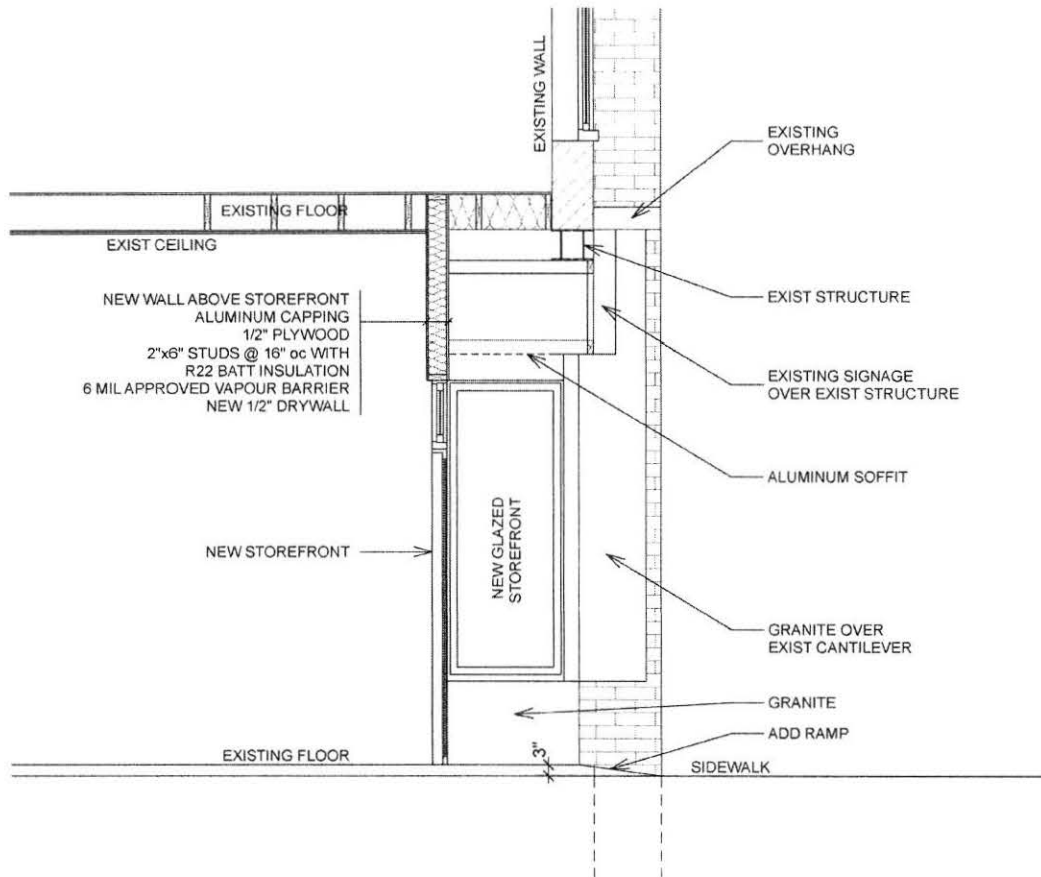 EXISTING WALL
EXISTING
OVERHANG
EXISTING FLOOR
EXIST CEILING
NEW WALL ABOVE STOREFRONT
ALUMINUM CAPPING
1/2" PLYWOOD
2"x6" STUDS @ 16" oc WITH
R22 BATT INSULATION
6 MIL APPROVED VAPOUR BARRIER
NEW 1/2" DRYWALL
EXIST STRUCTURE
EXISTING SIGNAGE
OVER EXIST STRUCTURE
ALUMINUM SOFFIT
NEW STOREFRONT
NEW GLAZED
STOREFRONT
GRANITE OVER
EXIST CANTILEVER
GRANITE
ADD RAMP
EXISTING FLOOR
3"
SIDEWALK